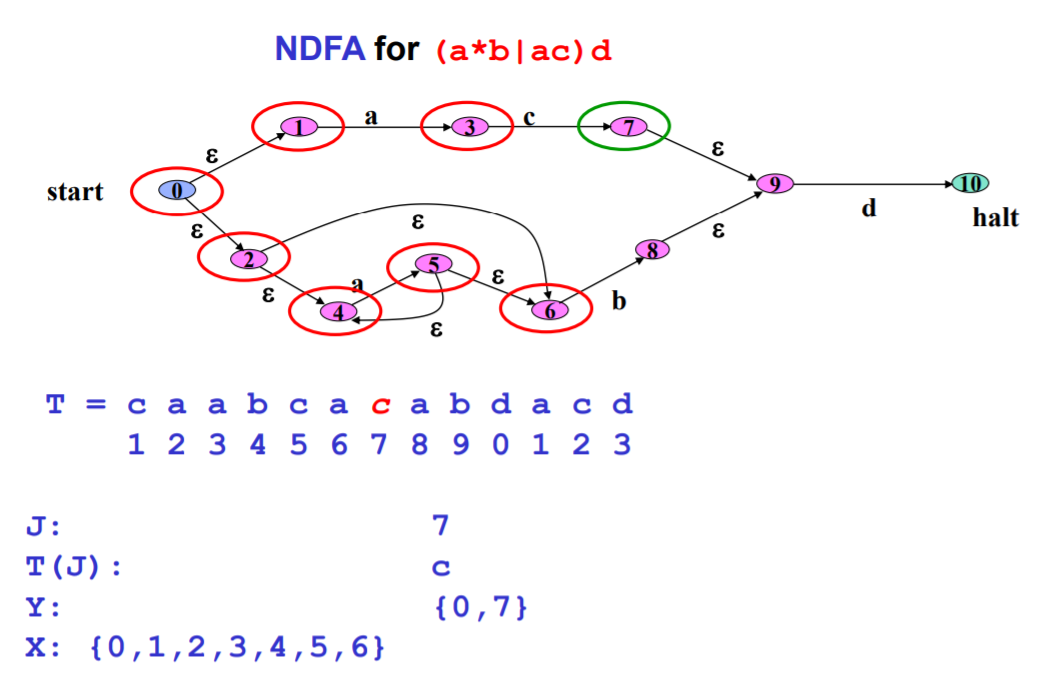 NDFA for (a*b|ac)d
1 a 3 c 7
ε ε
start 0 9 d 10 halt
ε ε ε
2 5 ε 8
ε a 6 b
4 ε
T = c a a b c a c a b d a c d
1 2 3 4 5 6 7 8 9 0 1 2 3
J: 7
T(J): c
Y: {0,7}
X: {0,1,2,3,4,5,6}